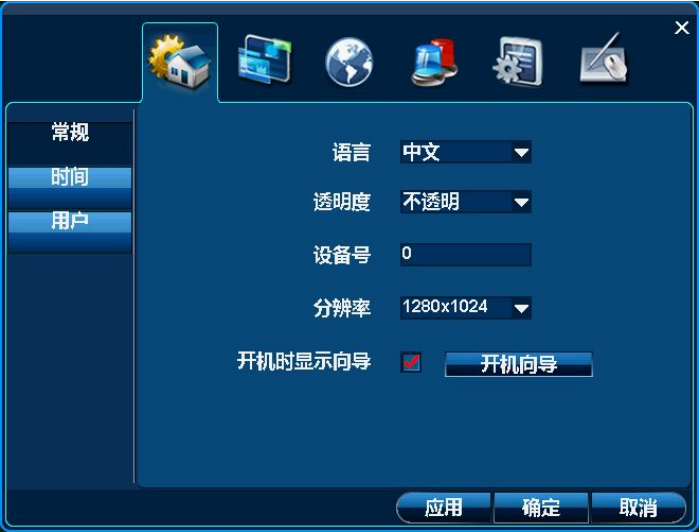 常规
时间
用户
语言 中文
透明度 不透明
设备号 0
分辨率 1280x1024
开机时显示向导 开机向导
应用 确定 取消